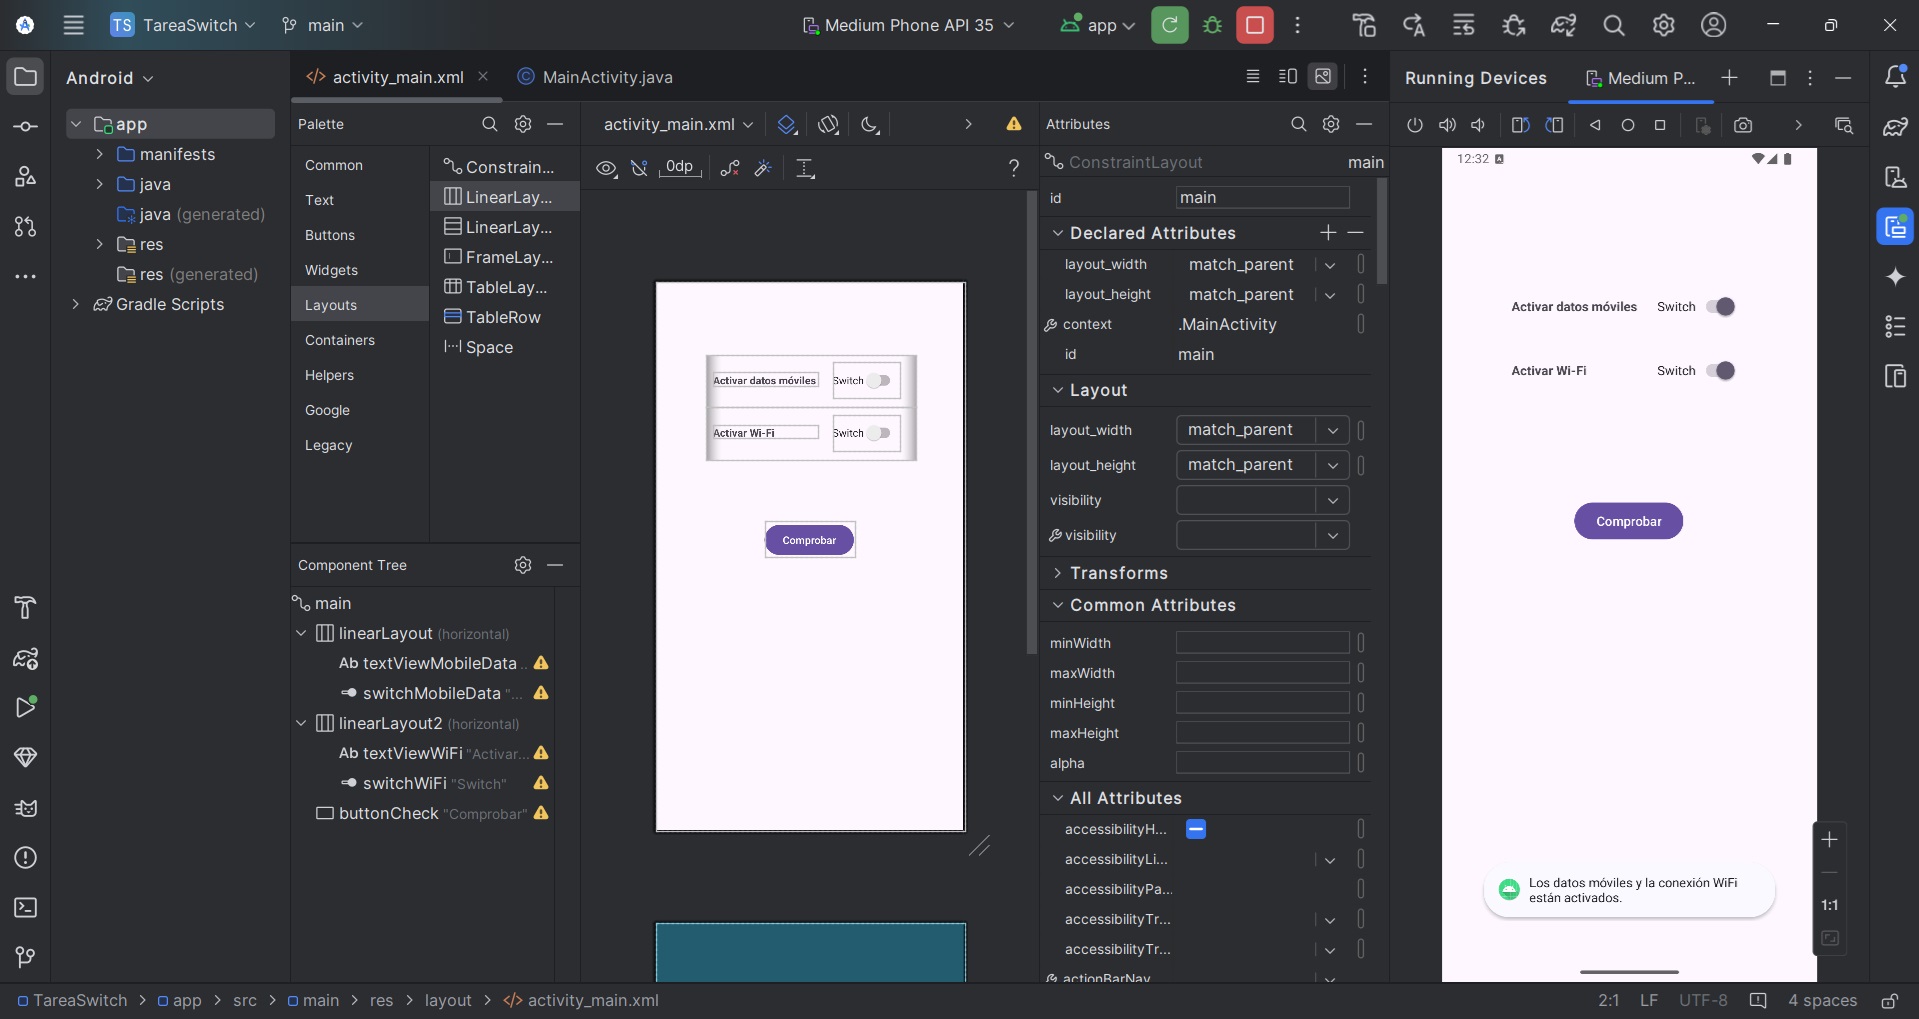 TS TareaSwitch main Medium Phone API 35 app
Android
app
manifests
java
java (generated)
res
res (generated)
Gradle Scripts
activity_main.xml
MainActivity.java
Palette
Common
Text
Buttons
Widgets
Layouts
Containers
Helpers
Google
Legacy
Constrain...
LinearLay...
LinearLay...
FrameLay...
TableLay...
TableRow
Space
Component Tree
main
linearLayout (horizontal)
Ab textViewMobileData ..
switchMobileData "...
linearLayout2 (horizontal)
Ab textViewWiFi "Activar...
switchWiFi "Switch"
buttonCheck "Comprobar"
activity_main.xml
0dp
?
Activar datos móviles Switch
Activar Wi-Fi Switch
Comprobar
Attributes
ConstraintLayout main
id main
Declared Attributes
layout_width match_parent
layout_height match_parent
context .MainActivity
id main
Layout
layout_width match_parent
layout_height match_parent
visibility
visibility
Transforms
Common Attributes
minWidth
maxWidth
minHeight
maxHeight
alpha
All Attributes
accessibilityH...
accessibilityLi...
accessibilityPa...
accessibilityTr...
accessibilityTr...
actionBarNav
Running Devices Medium P...
12:32
Activar datos móviles Switch
Activar Wi-Fi Switch
Comprobar
Los datos móviles y la conexión WiFi
están activados.
1:1
TareaSwitch > app > src > main > res > layout > activity_main.xml
2:1 LF UTF-8 4 spaces